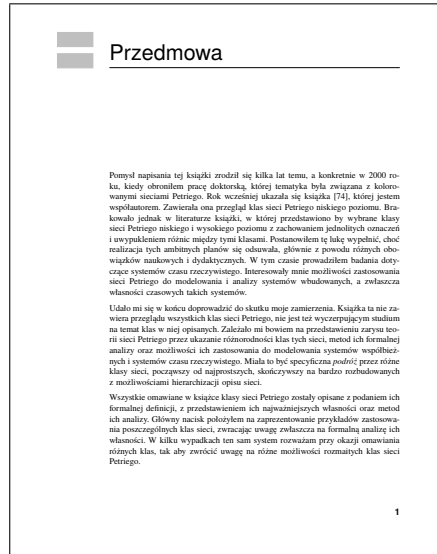 Przedmowa
Pomysł napisania tej książki zrodził się kilka lat temu, a konkretnie w 2000 ro-
ku, kiedy obroniłem pracę doktorską, której tematyka była związana z koloro-
wanymi sieciami Petriego. Rok wcześniej ukazała się książka [74], której jestem
współautorem. Zawierała ona przegląd klas sieci Petriego niskiego poziomu. Bra-
kowało jednak w literaturze książki, w której przedstawiono by wybrane klasy
sieci Petriego niskiego i wysokiego poziomu z zachowaniem jednolitych oznaczeń
i uwypukleniem różnic między tymi klasami. Postanowiłem tę lukę wypełnić, choć
realizacja tych ambitnych planów się odsuwała, głównie z powodu różnych obo-
wiązków naukowych i dydaktycznych. W tym czasie prowadziłem badania doty-
czące systemów czasu rzeczywistego. Interesowały mnie możliwości zastosowania
sieci Petriego do modelowania i analizy systemów wbudowanych, a zwłaszcza
własności czasowych takich systemów.
Udało mi się w końcu doprowadzić do skutku moje zamierzenia. Książka ta nie za-
wiera przeglądu wszystkich klas sieci Petriego, nie jest też wyczerpującym studium
na temat klas w niej opisanych. Zależało mi bowiem na przedstawieniu zarysu teo-
rii sieci Petriego przez ukazanie różnorodności klas tych sieci, metod ich formalnej
analizy oraz możliwości ich zastosowania do modelowania systemów współbież-
nych i systemów czasu rzeczywistego. Miała to być specyficzna podróż przez różne
klasy sieci, począwszy od najprostszych, skończywszy na bardzo rozbudowanych
z możliwościami hierarchizacji opisu sieci.
Wszystkie omawiane w książce klasy sieci Petriego zostały opisane z podaniem ich
formalnej definicji, z przedstawieniem ich najważniejszych własności oraz metod
ich analizy. Główny nacisk położyłem na zaprezentowanie przykładów zastosowa-
nia poszczególnych klas sieci, zwracając uwagę zwłaszcza na formalną analizę ich
własności. W kilku wypadkach ten sam system rozważam przy okazji omawiania
różnych klas, tak aby zwrócić uwagę na różne możliwości rozmaitych klas sieci
Petriego.
1